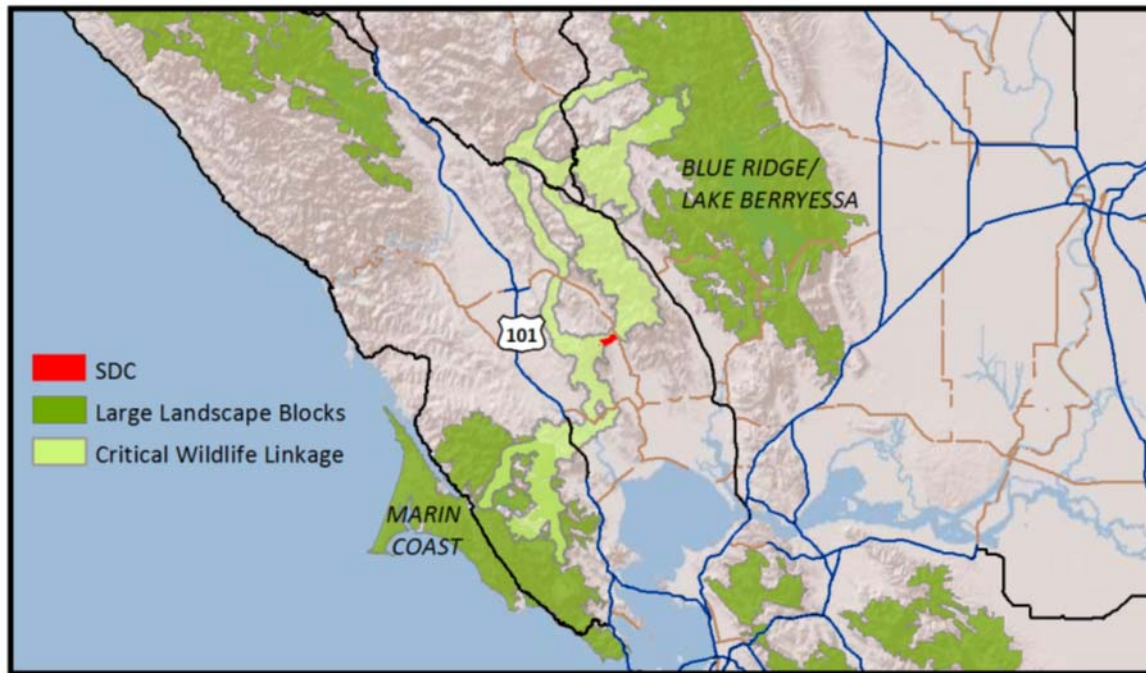 BLUE RIDGE/
LAKE BERRYESSA
101
SDC
Large Landscape Blocks
Critical Wildlife Linkage
MARIN
COAST